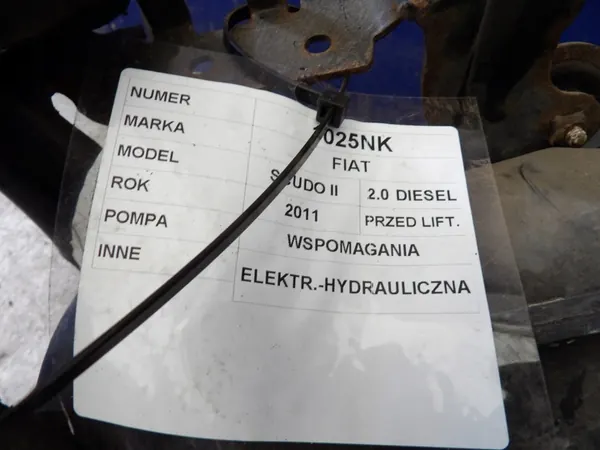 NUMER 025NK
MARKA FIAT
MODEL SCUDO II 2.0 DIESEL
ROK 2011 PRZED LIFT.
POMPA WSPOMAGANIA
INNE ELEKTR.-HYDRAULICZNA